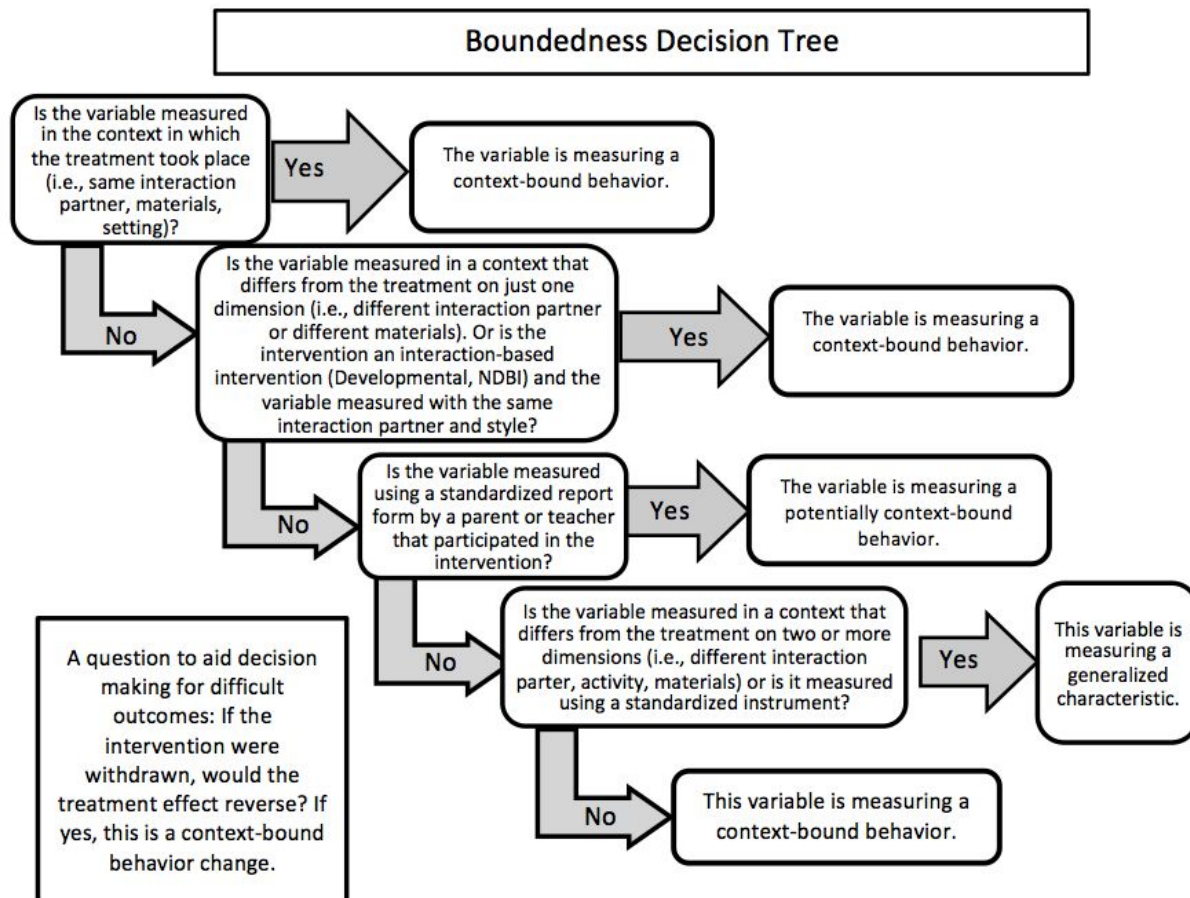 Boundedness Decision Tree
Is the variable measured
in the context in which
the treatment took place
(i.e., same interaction
partner, materials,
setting)?
Yes
The variable is measuring a
context-bound behavior.
No
Is the variable measured in a context that
differs from the treatment on just one
dimension (i.e., different interaction partner
or different materials). Or is the
intervention an interaction-based
intervention (Developmental, NDBI) and the
variable measured with the same
interaction partner and style?
Yes
The variable is measuring a
context-bound behavior.
No
Is the variable measured
using a standardized report
form by a parent or teacher
that participated in the
intervention?
Yes
The variable is measuring a
potentially context-bound
behavior.
No
Is the variable measured in a context that
differs from the treatment on two or more
dimensions (i.e., different interaction
parter, activity, materials) or is it measured
using a standardized instrument?
Yes
This variable is
measuring a
generalized
characteristic.
No
This variable is measuring a
context-bound behavior.
A question to aid decision
making for difficult
outcomes: If the
intervention were
withdrawn, would the
treatment effect reverse? If
yes, this is a context-bound
behavior change.